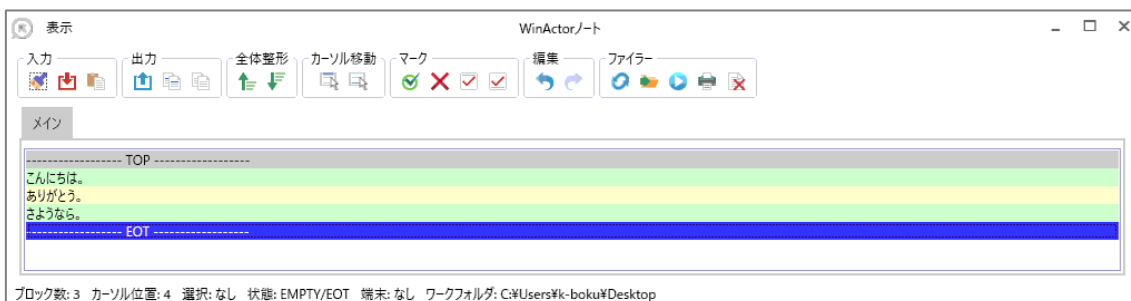 表示 WinActorノート
入力 出力 全体整形 カーソル移動 マーク 編集 ファイラー
メイン
------------------ TOP ------------------
こんにちは。
ありがとう。
さようなら。
------------------ EOT ------------------
ブロック数: 3 カーソル位置: 4 選択: なし 状態: EMPTY/EOT 端末: なし ワークフォルダ: C:¥Users¥k-boku¥Desktop